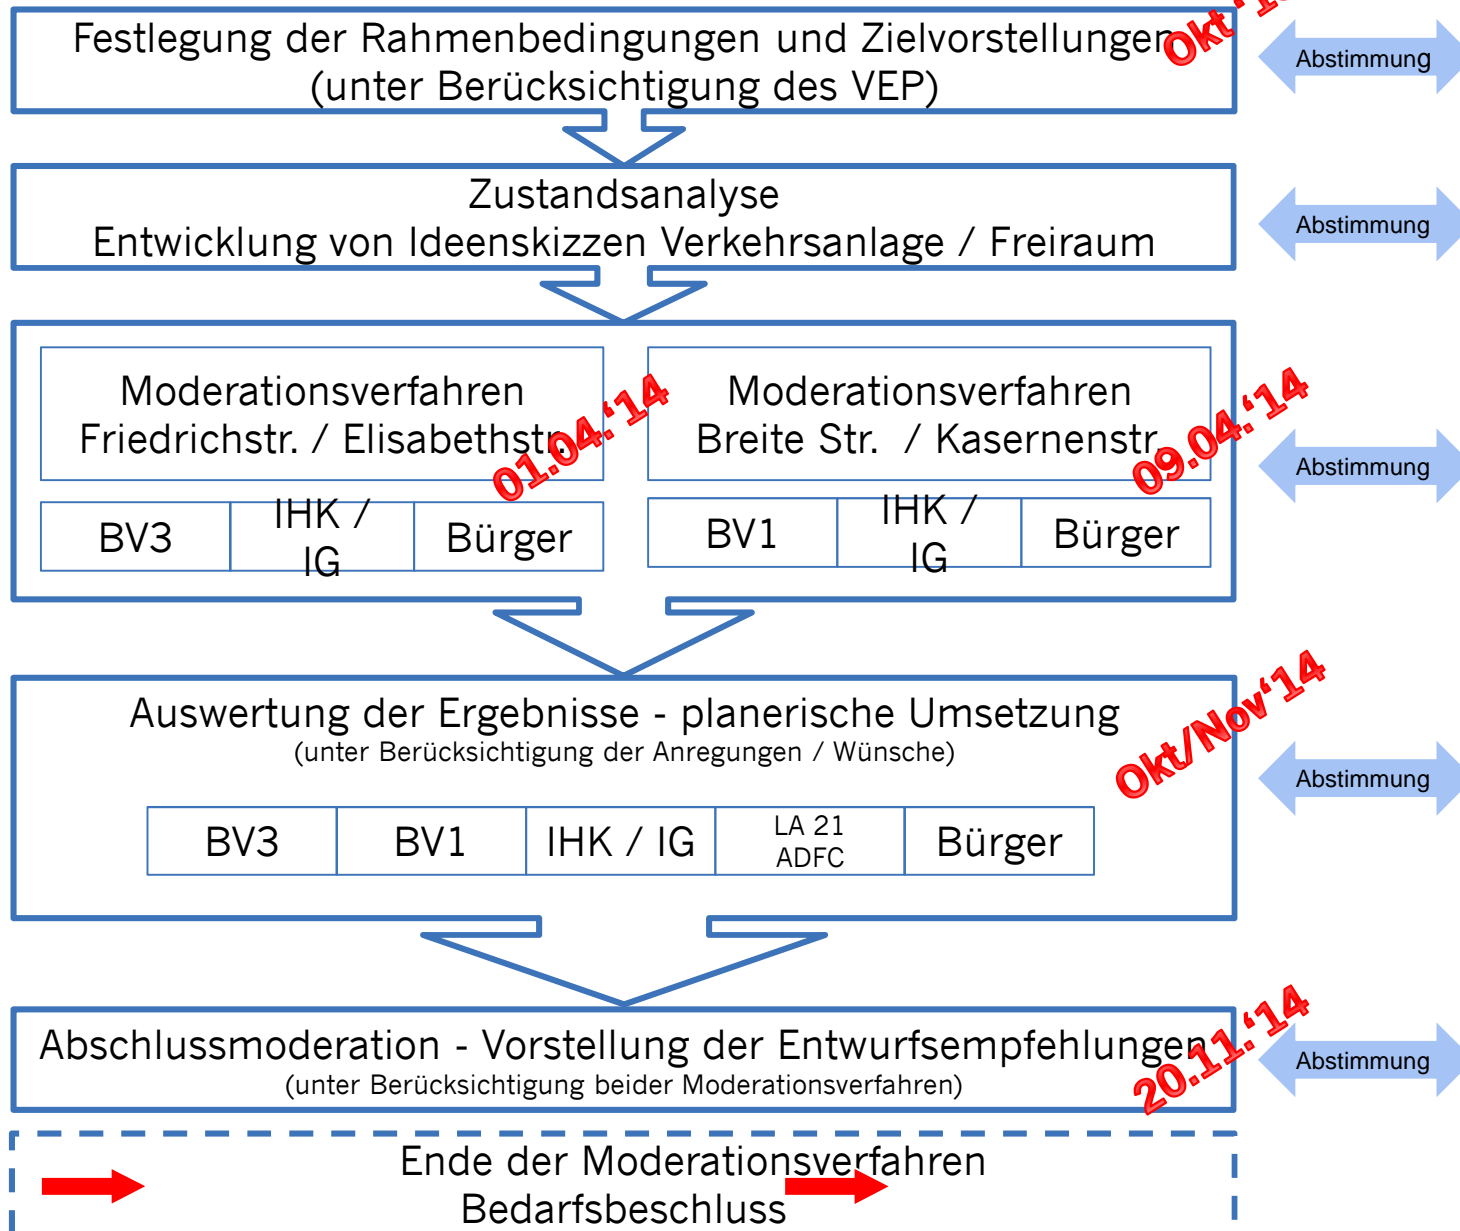 Festlegung der Rahmenbedingungen und Zielvorstellungen
(unter Berücksichtigung des VEP)
Okt
Abstimmung
Zustandsanalyse
Entwicklung von Ideenskizzen Verkehrsanlage / Freiraum
Abstimmung
Moderationsverfahren
Friedrichstr. / Elisabethstr.
01.04.‘14
BV3
IHK /
IG
Bürger
Moderationsverfahren
Breite Str. / Kasernenstr.
09.04.‘14
BV1
IHK /
IG
Bürger
Abstimmung
Auswertung der Ergebnisse - planerische Umsetzung
(unter Berücksichtigung der Anregungen / Wünsche)
Okt/Nov‘14
BV3
BV1
IHK / IG
LA 21
ADFC
Bürger
Abstimmung
Abschlussmoderation - Vorstellung der Entwurfsempfehlungen
(unter Berücksichtigung beider Moderationsverfahren)
20.11.‘14
Abstimmung
Ende der Moderationsverfahren
Bedarfsbeschluss